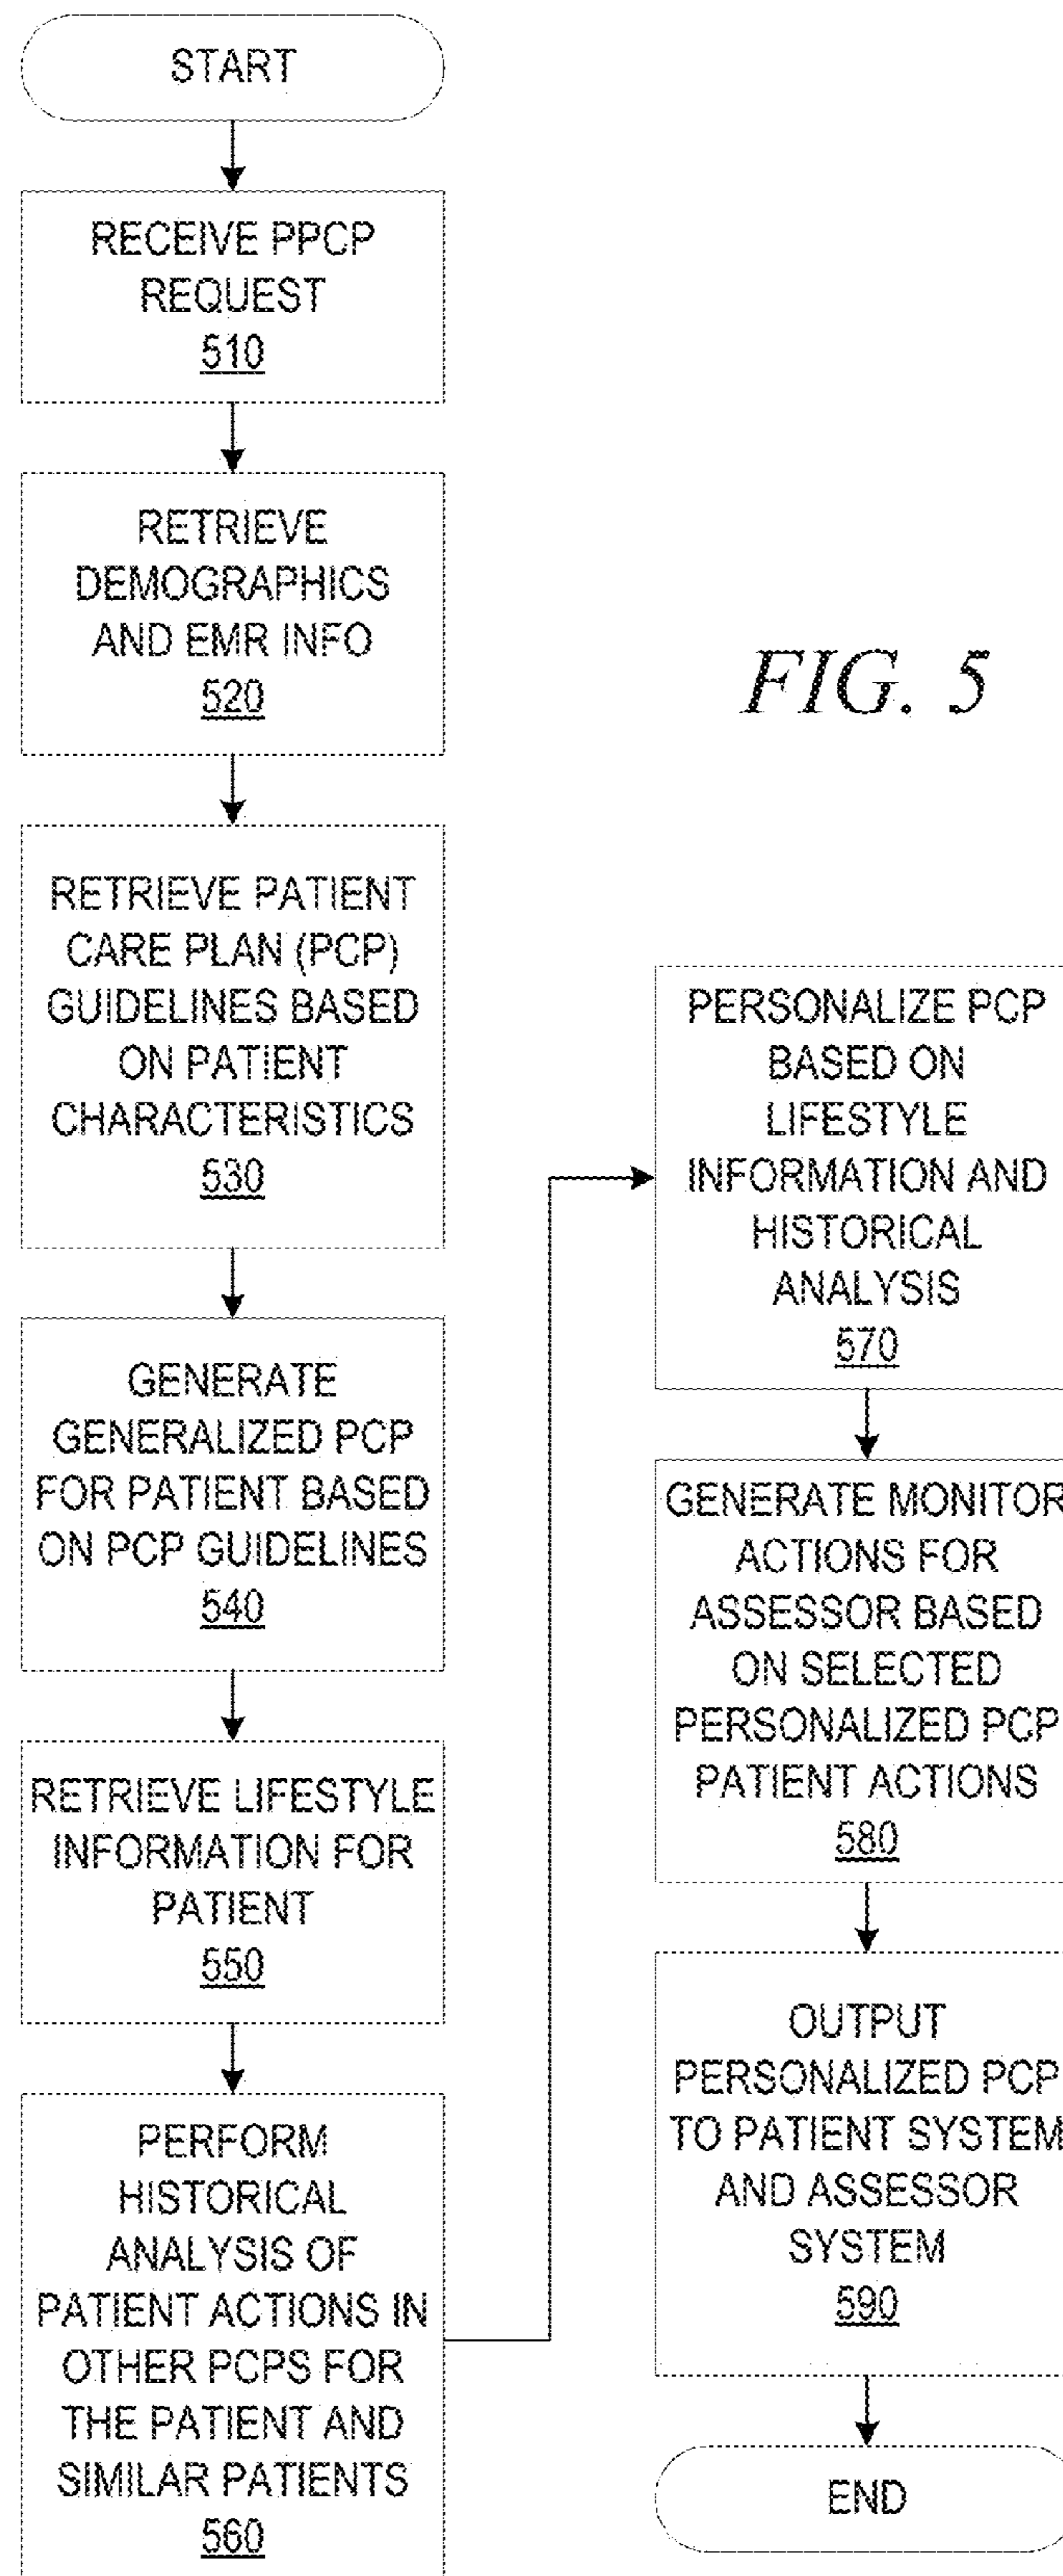 START
RECEIVE PPCP
REQUEST
510
RETRIEVE
DEMOGRAPHICS
AND EMR INFO
520
RETRIEVE PATIENT
CARE PLAN (PCP)
GUIDELINES BASED
ON PATIENT
CHARACTERISTICS
530
GENERATE
GENERALIZED PCP
FOR PATIENT BASED
ON PCP GUIDELINES
540
RETRIEVE LIFESTYLE
INFORMATION FOR
PATIENT
550
PERFORM
HISTORICAL
ANALYSIS OF
PATIENT ACTIONS IN
OTHER PCPS FOR
THE PATIENT AND
SIMILAR PATIENTS
560
FIG. 5
PERSONALIZE PCP
BASED ON
LIFESTYLE
INFORMATION AND
HISTORICAL
ANALYSIS
570
GENERATE MONITOR
ACTIONS FOR
ASSESSOR BASED
ON SELECTED
PERSONALIZED PCP
PATIENT ACTIONS
580
OUTPUT
PERSONALIZED PCP
TO PATIENT SYSTEM
AND ASSESSOR
SYSTEM
590
END